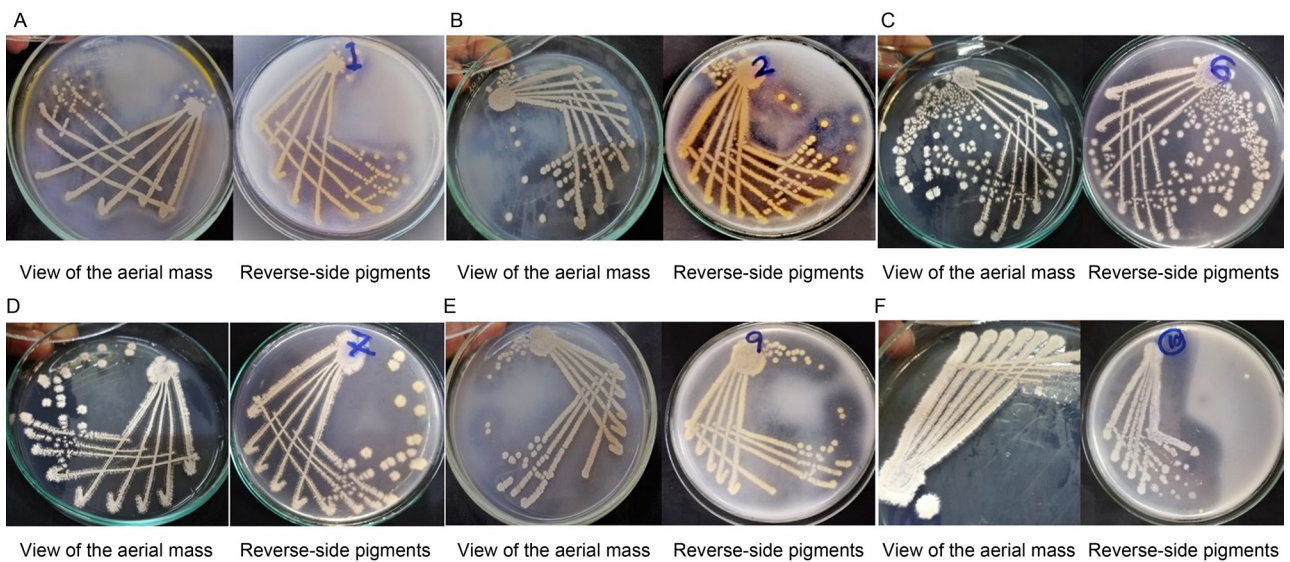 A
B
C
1
2
6
View of the aerial mass
Reverse-side pigments
View of the aerial mass
Reverse-side pigments
View of the aerial mass
Reverse-side pigments
D
E
F
7
9
10
View of the aerial mass
Reverse-side pigments
View of the aerial mass
Reverse-side pigments
View of the aerial mass
Reverse-side pigments